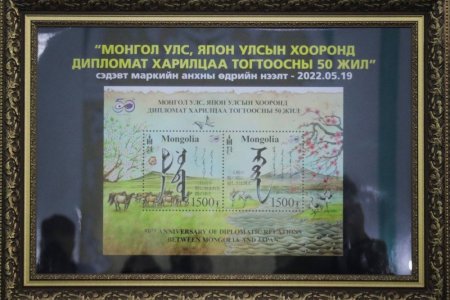 "МОНГОЛ УЛС, ЯПОН УЛСЫН ХООРОНД
ДИПЛОМАТ ХАРИЛЦАА ТОГТООСНЫ 50 ЖИЛ"
сэдэвт маркийн анхны өдрийн нээлт - 2022.05.19
50
МОНГОЛ УЛС, ЯПОН УЛСЫН ХООРОНД
ДИПЛОМАТ ХАРИЛЦАА ТОГТООСНЫ 50 ЖИЛ
Mongolia
Mongolia
1500₮
1500₮
50TH ANNIVERSARY OF DIPLOMATIC RELATIONS
BETWEEN MONGOLIA AND JAPAN